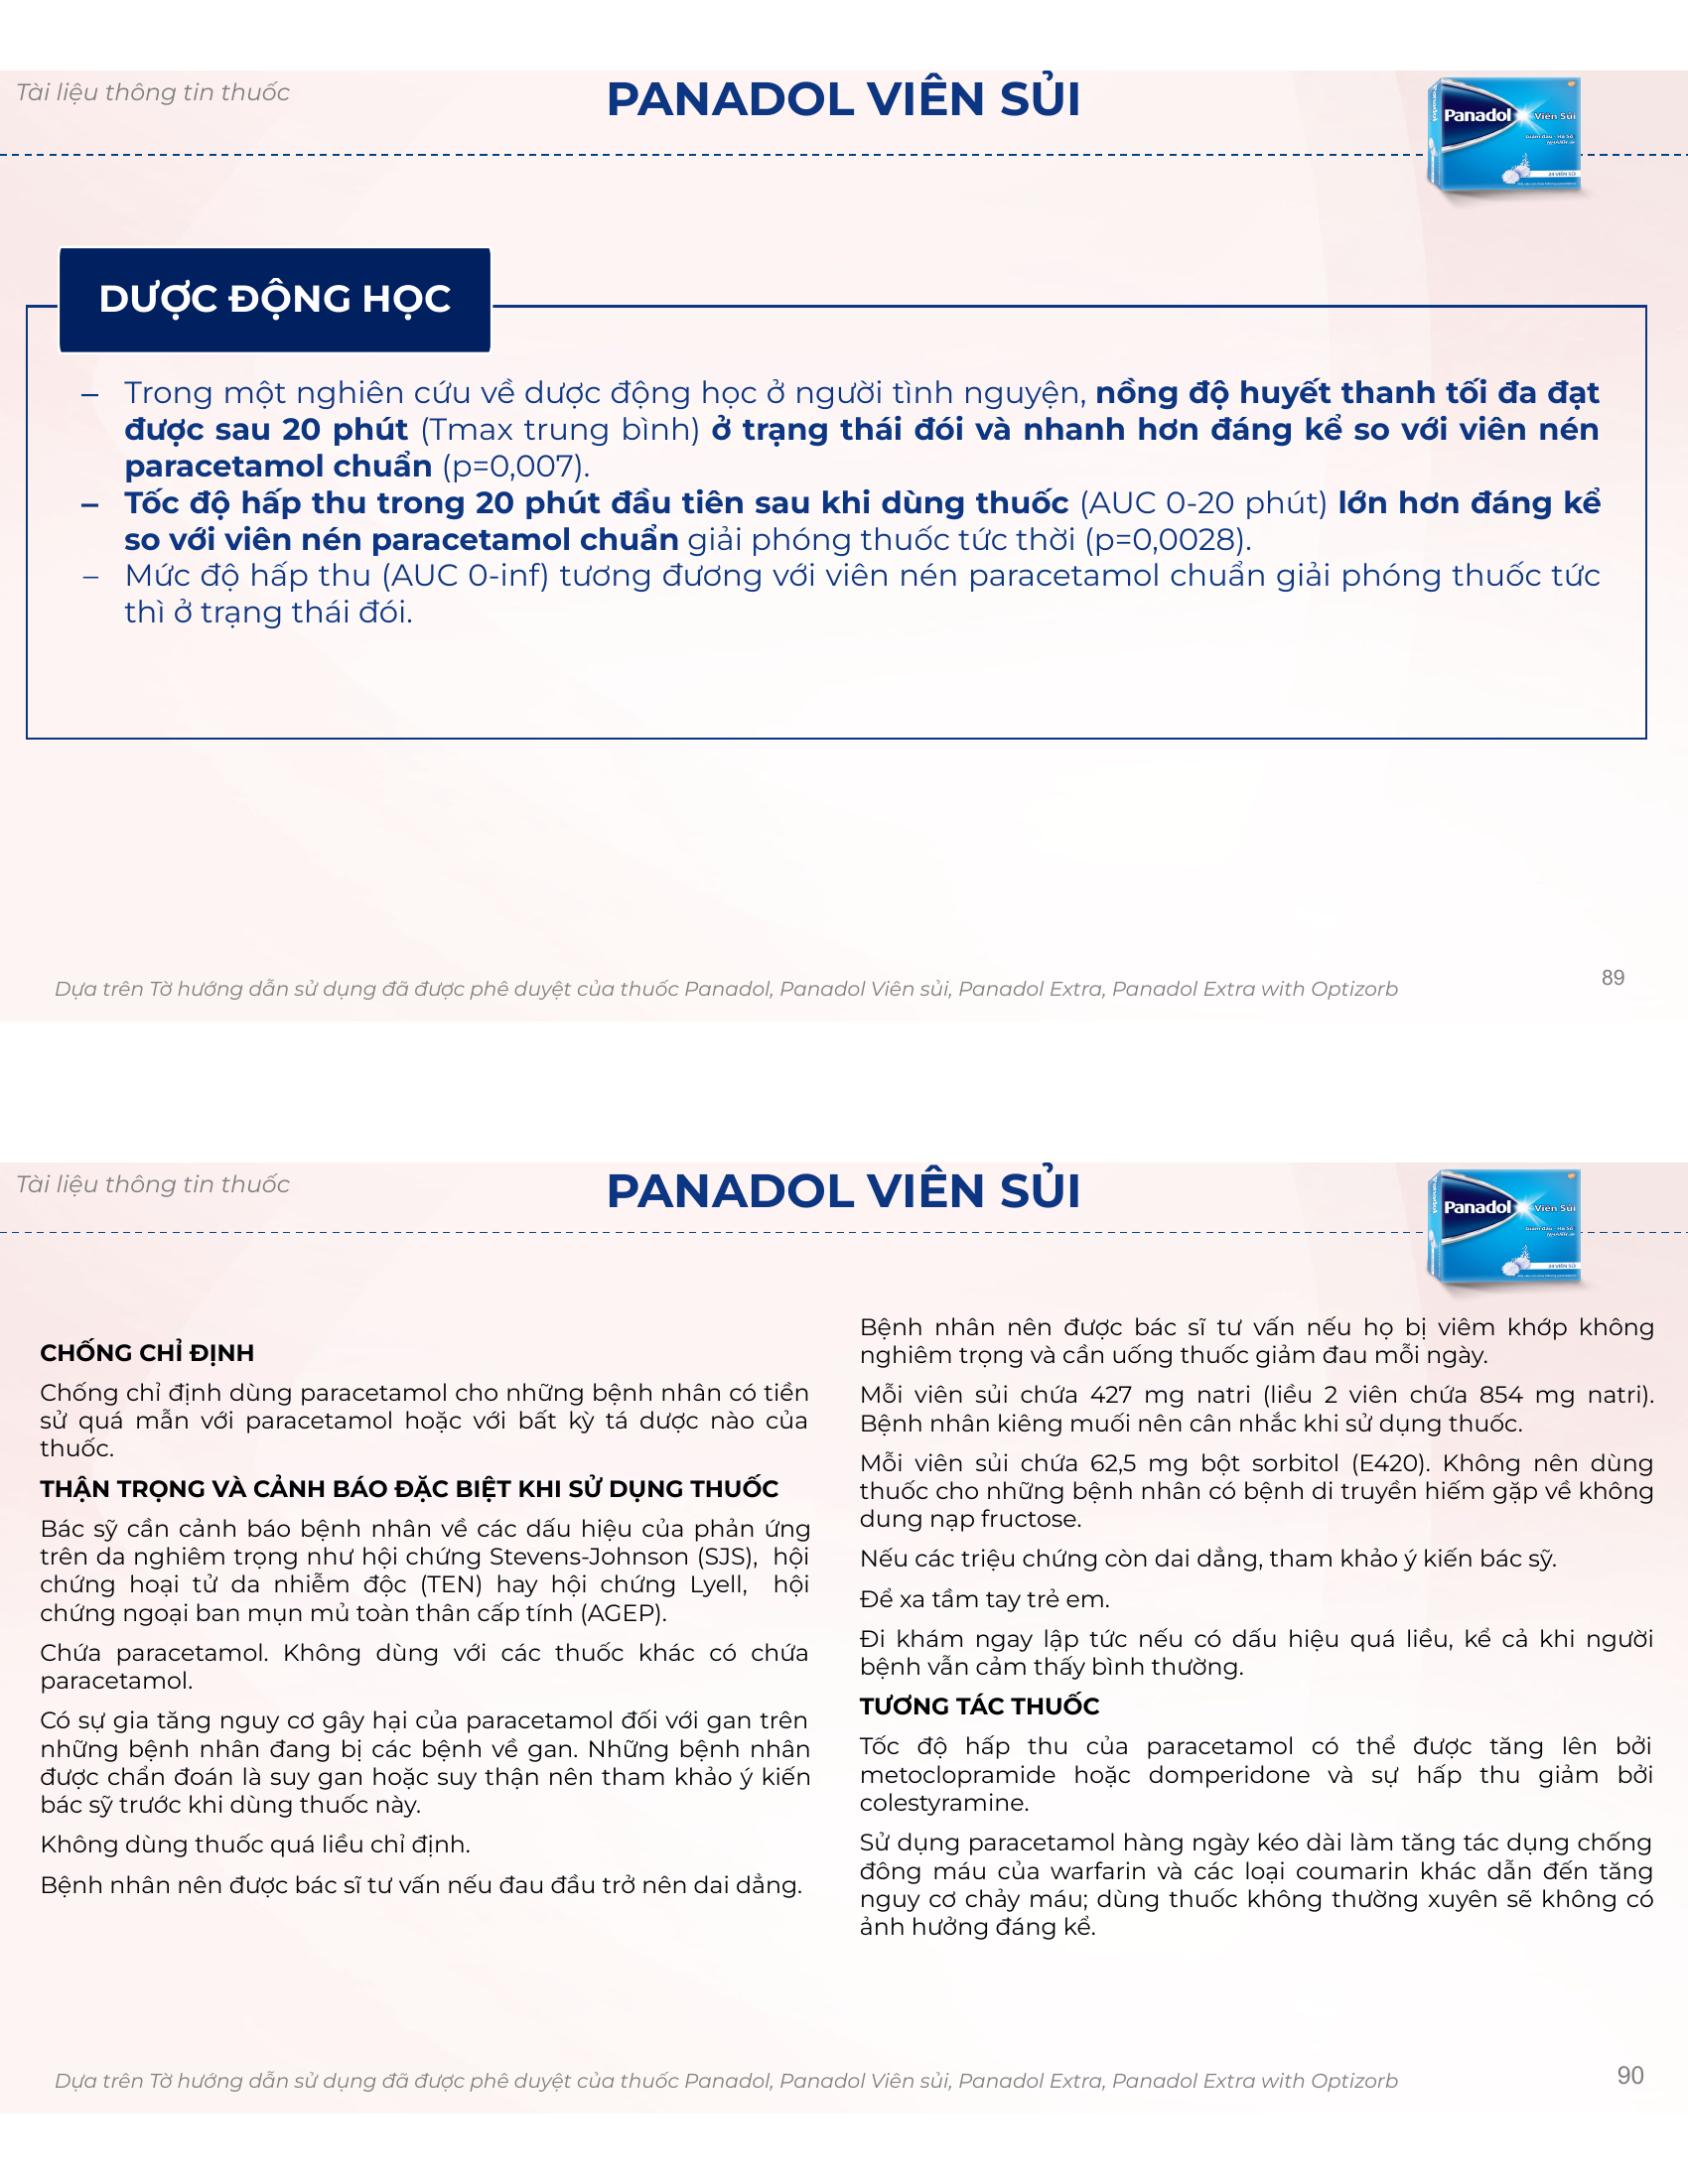 Tài liệu thông tin thuốc
PANADOL VIÊN SỦI
Panadol
Panadol
Viên Sủi
Giảm đau - Hạ Sốt
24 VIÊN SỦI
DƯỢC ĐỘNG HỌC
– Trong một nghiên cứu về dược động học ở người tình nguyện, nồng độ huyết thanh tối đa đạt
được sau 20 phút (Tmax trung bình) ở trạng thái đói và nhanh hơn đáng kể so với viên nén
paracetamol chuẩn (p=0,007).
– Tốc độ hấp thu trong 20 phút đầu tiên sau khi dùng thuốc (AUC 0-20 phút) lớn hơn đáng kể
so với viên nén paracetamol chuẩn giải phóng thuốc tức thời (p=0,0028).
– Mức độ hấp thu (AUC 0-inf) tương đương với viên nén paracetamol chuẩn giải phóng thuốc tức
thì ở trạng thái đói.
Dựa trên Tờ hướng dẫn sử dụng đã được phê duyệt của thuốc Panadol, Panadol Viên sủi, Panadol Extra, Panadol Extra with Optizorb
89
Tài liệu thông tin thuốc
PANADOL VIÊN SỦI
Panadol
Panadol
Viên Sủi
Giảm đau - Hạ Sốt
24 VIÊN SỦI
CHỐNG CHỈ ĐỊNH
Chống chỉ định dùng paracetamol cho những bệnh nhân có tiền
sử quá mẫn với paracetamol hoặc với bất kỳ tá dược nào của
thuốc.
THẬN TRỌNG VÀ CẢNH BÁO ĐẶC BIỆT KHI SỬ DỤNG THUỐC
Bác sỹ cần cảnh báo bệnh nhân về các dấu hiệu của phản ứng
trên da nghiêm trọng như hội chứng Stevens-Johnson (SJS), hội
chứng hoại tử da nhiễm độc (TEN) hay hội chứng Lyell, hội
chứng ngoại ban mụn mủ toàn thân cấp tính (AGEP).
Chứa paracetamol. Không dùng với các thuốc khác có chứa
paracetamol.
Có sự gia tăng nguy cơ gây hại của paracetamol đối với gan trên
những bệnh nhân đang bị các bệnh về gan. Những bệnh nhân
được chẩn đoán là suy gan hoặc suy thận nên tham khảo ý kiến
bác sỹ trước khi dùng thuốc này.
Không dùng thuốc quá liều chỉ định.
Bệnh nhân nên được bác sĩ tư vấn nếu đau đầu trở nên dai dẳng.
Bệnh nhân nên được bác sĩ tư vấn nếu họ bị viêm khớp không
nghiêm trọng và cần uống thuốc giảm đau mỗi ngày.
Mỗi viên sủi chứa 427 mg natri (liều 2 viên chứa 854 mg natri).
Bệnh nhân kiêng muối nên cân nhắc khi sử dụng thuốc.
Mỗi viên sủi chứa 62,5 mg bột sorbitol (E420). Không nên dùng
thuốc cho những bệnh nhân có bệnh di truyền hiếm gặp về không
dung nạp fructose.
Nếu các triệu chứng còn dai dẳng, tham khảo ý kiến bác sỹ.
Để xa tầm tay trẻ em.
Đi khám ngay lập tức nếu có dấu hiệu quá liều, kể cả khi người
bệnh vẫn cảm thấy bình thường.
TƯƠNG TÁC THUỐC
Tốc độ hấp thu của paracetamol có thể được tăng lên bởi
metoclopramide hoặc domperidone và sự hấp thu giảm bởi
colestyramine.
Sử dụng paracetamol hàng ngày kéo dài làm tăng tác dụng chống
đông máu của warfarin và các loại coumarin khác dẫn đến tăng
nguy cơ chảy máu; dùng thuốc không thường xuyên sẽ không có
ảnh hưởng đáng kể.
Dựa trên Tờ hướng dẫn sử dụng đã được phê duyệt của thuốc Panadol, Panadol Viên sủi, Panadol Extra, Panadol Extra with Optizorb
90